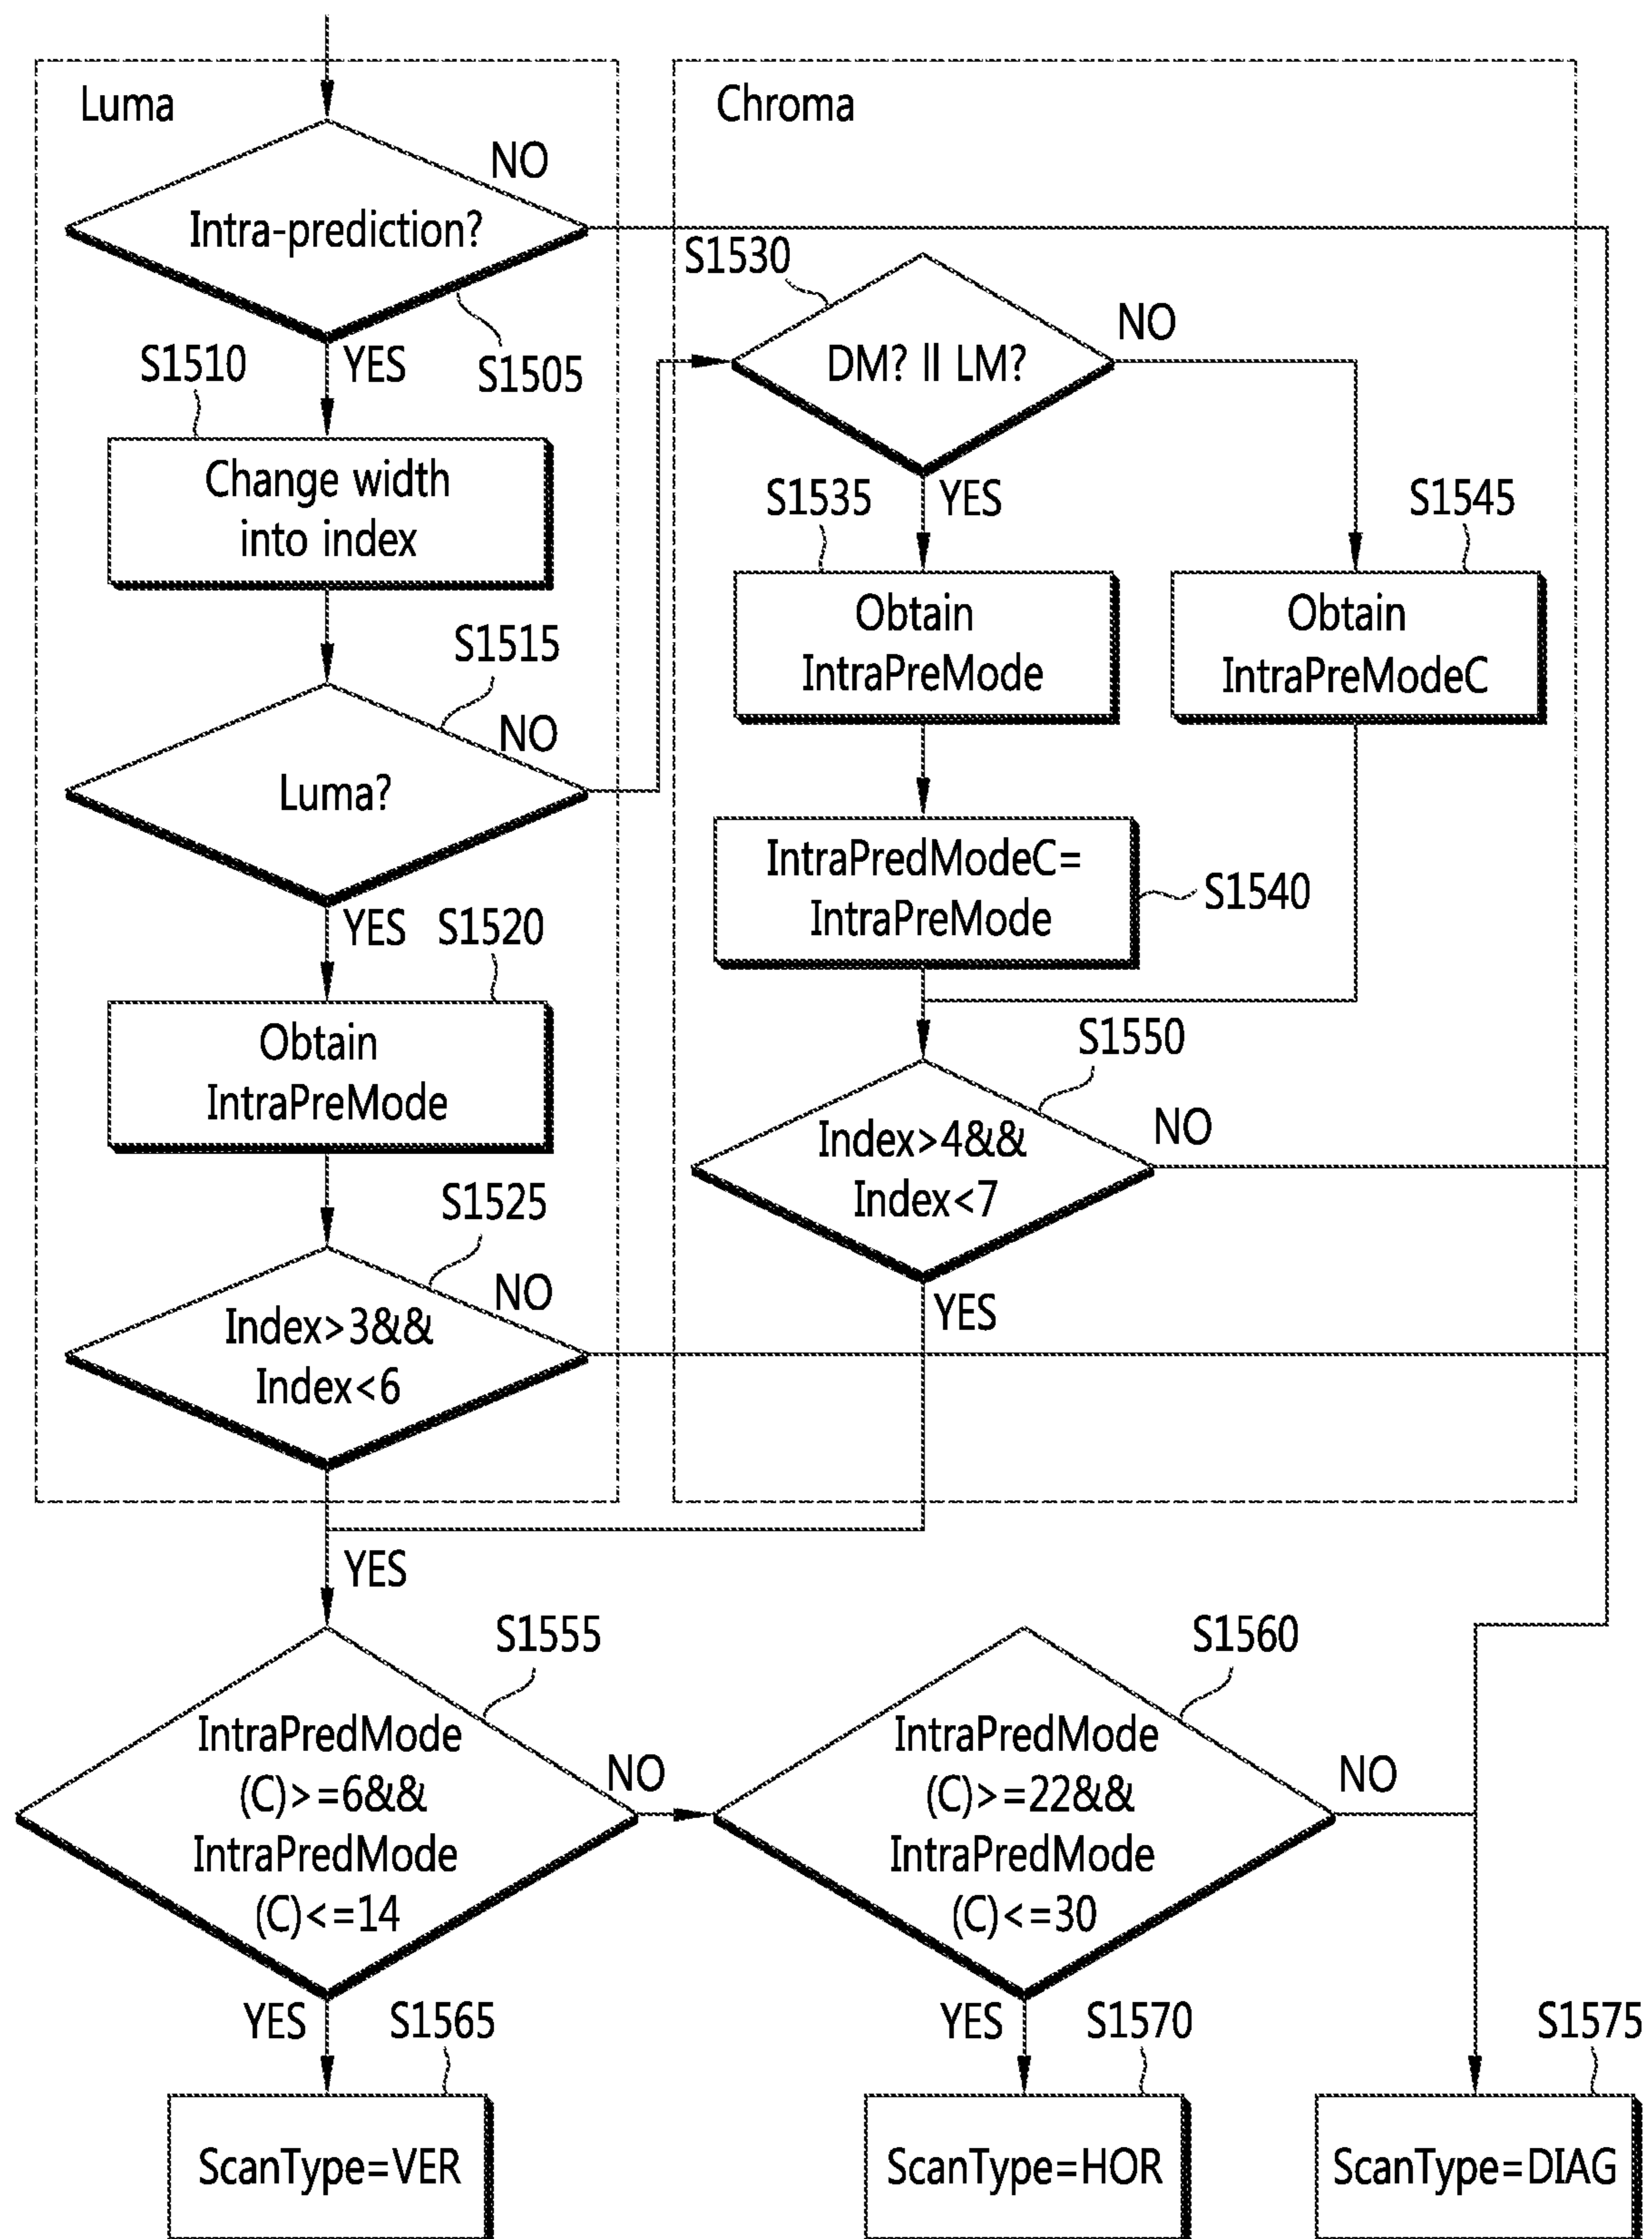 Luma
Chroma
NO
Intra-prediction?
S1530
NO
DM? II LM?
S1510
YES
S1505
Change width
into index
S1535
YES
S1545
Obtain
IntraPreMode
Obtain
IntraPreModeC
S1515
NO
Luma?
IntraPredModeC=
IntraPreMode
S1540
YES
S1520
Obtain
IntraPreMode
S1550
Index>4&&
Index<7
NO
S1525
NO
Index>3&&
Index<6
YES
YES
S1555
S1560
IntraPredMode
(C)>=6&&
IntraPredMode
(C)<=14
NO
IntraPredMode
(C)>=22&&
IntraPredMode
(C)<=30
NO
YES
S1565
YES
S1570
S1575
ScanType=VER
ScanType=HOR
ScanType=DIAG